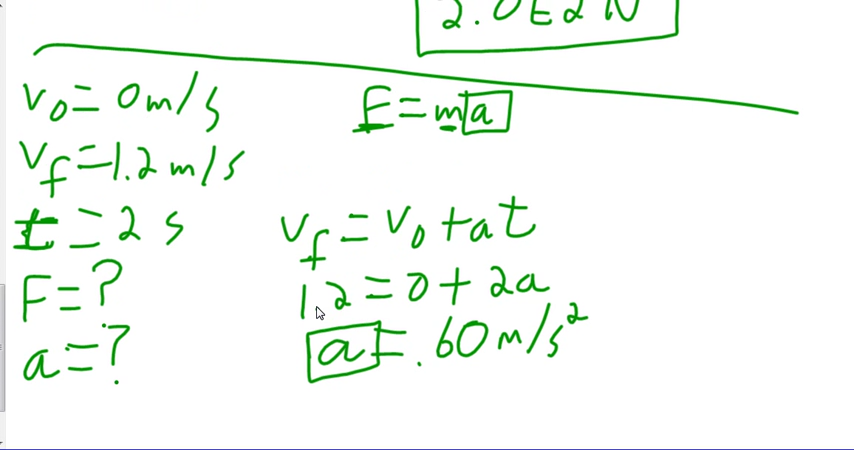 2.0E2 N
v₀ = 0 m/s
F = ma
v_f = 1.2 m/s
t = 2 s
v_f = v₀ + at
F = ?
1.2 = 0 + 2a
a = ?
a = .60 m/s²